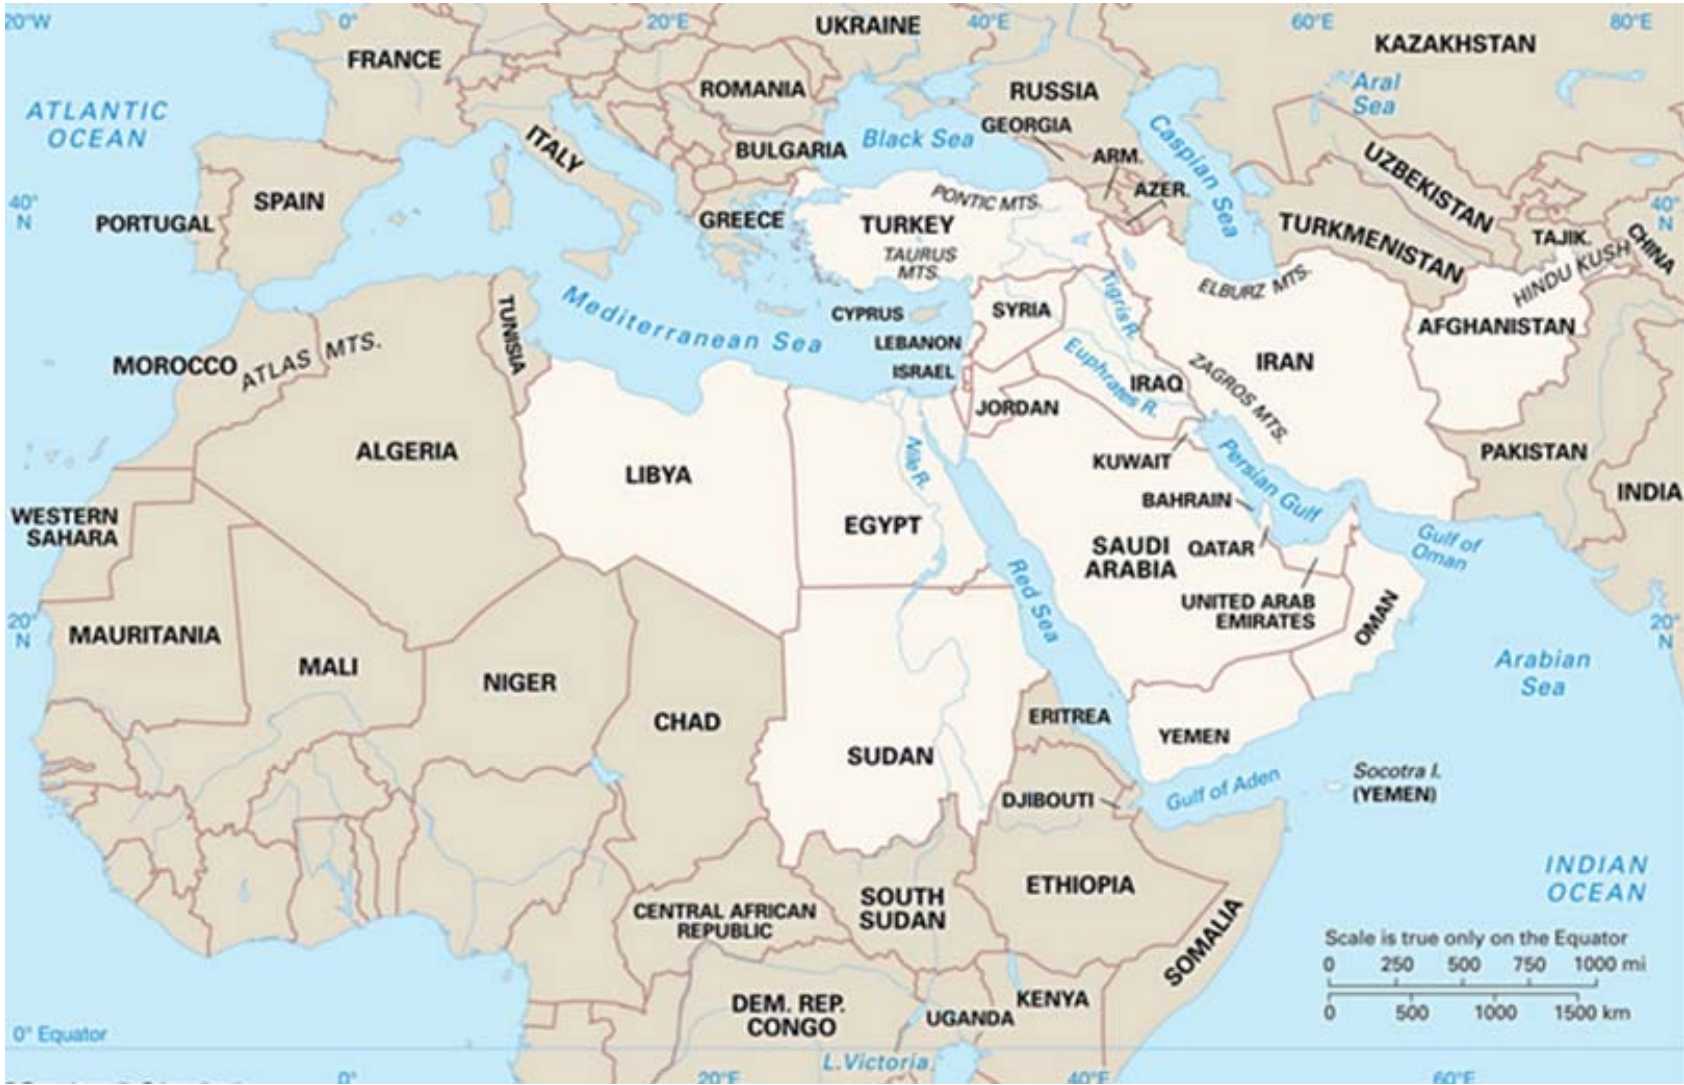 20°W
0°
20°E
40°E
60°E
80°E
UKRAINE
KAZAKHSTAN
FRANCE
ROMANIA
RUSSIA
Aral
Sea
ATLANTIC
OCEAN
GEORGIA
Caspian Sea
ITALY
BULGARIA
Black Sea
ARM.
UZBEKISTAN
AZER.
40°
N
SPAIN
PORTUGAL
GREECE
PONTIC MTS.
TURKEY
TAURUS
MTS.
TURKMENISTAN
TAJIK.
CHINA
40°
N
HINDU KUSH
ELBURZ MTS.
TUNISIA
Mediterranean Sea
CYPRUS
SYRIA
Tigris R.
AFGHANISTAN
LEBANON
MOROCCO
ATLAS MTS.
ISRAEL
Euphrates R.
IRAQ
ZAGROS MTS.
IRAN
JORDAN
ALGERIA
LIBYA
Nile R.
KUWAIT
Persian Gulf
PAKISTAN
INDIA
BAHRAIN
WESTERN
SAHARA
EGYPT
SAUDI
ARABIA
QATAR
Gulf of
Oman
Red Sea
UNITED ARAB
EMIRATES
OMAN
20°
N
MAURITANIA
MALI
NIGER
20°
N
Arabian
Sea
CHAD
ERITREA
YEMEN
SUDAN
Gulf of Aden
Socotra I.
(YEMEN)
DJIBOUTI
ETHIOPIA
INDIAN
OCEAN
SOUTH
SUDAN
CENTRAL AFRICAN
REPUBLIC
SOMALIA
Scale is true only on the Equator
0 250 500 750 1000 mi
0 500 1000 1500 km
DEM. REP.
CONGO
KENYA
UGANDA
0° Equator
L. Victoria
0°
20°E
40°E
60°E